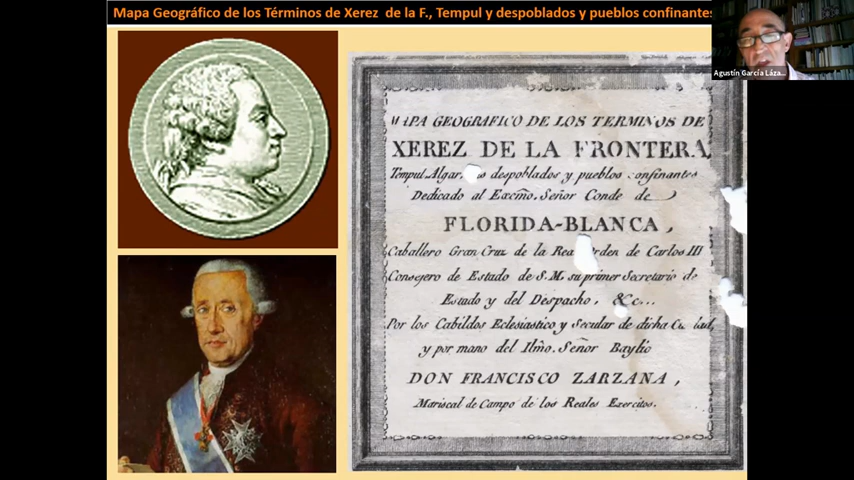 Mapa Geográfico de los Términos de Xerez de la F., Tempul y despoblados y pueblos confinantes
Agustín García Láza...
MAPA GEOGRAFICO DE LOS TERMINOS DE
XEREZ DE LA FRONTERA,
Tempul, Algar, despoblados y pueblos confinantes
Dedicado al Excmo. Señor Conde de
FLORIDA-BLANCA,
Caballero Gran Cruz de la Real Orden de Carlos III
Consejero de Estado de S. M. su primer Secretario de
Estado y del Despacho, &c...
Por los Cabildos Eclesiastico y Secular de dicha
y por mano del Ilmo. Señor Baylio
DON FRANCISCO ZARZANA,
Mariscal de Campo de los Reales Exercitos.